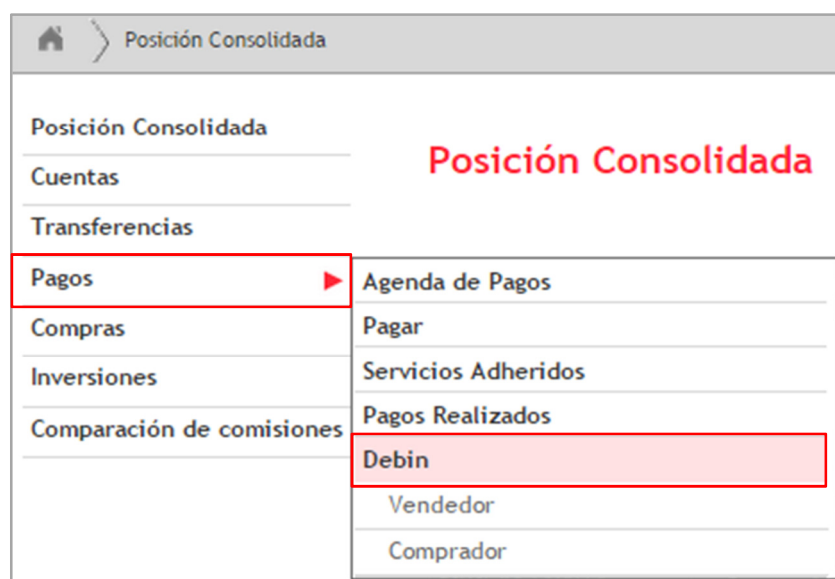 Posición Consolidada
Posición Consolidada
Cuentas
Transferencias
Pagos
Compras
Inversiones
Comparación de comisiones
Posición Consolidada
Agenda de Pagos
Pagar
Servicios Adheridos
Pagos Realizados
Debin
Vendedor
Comprador